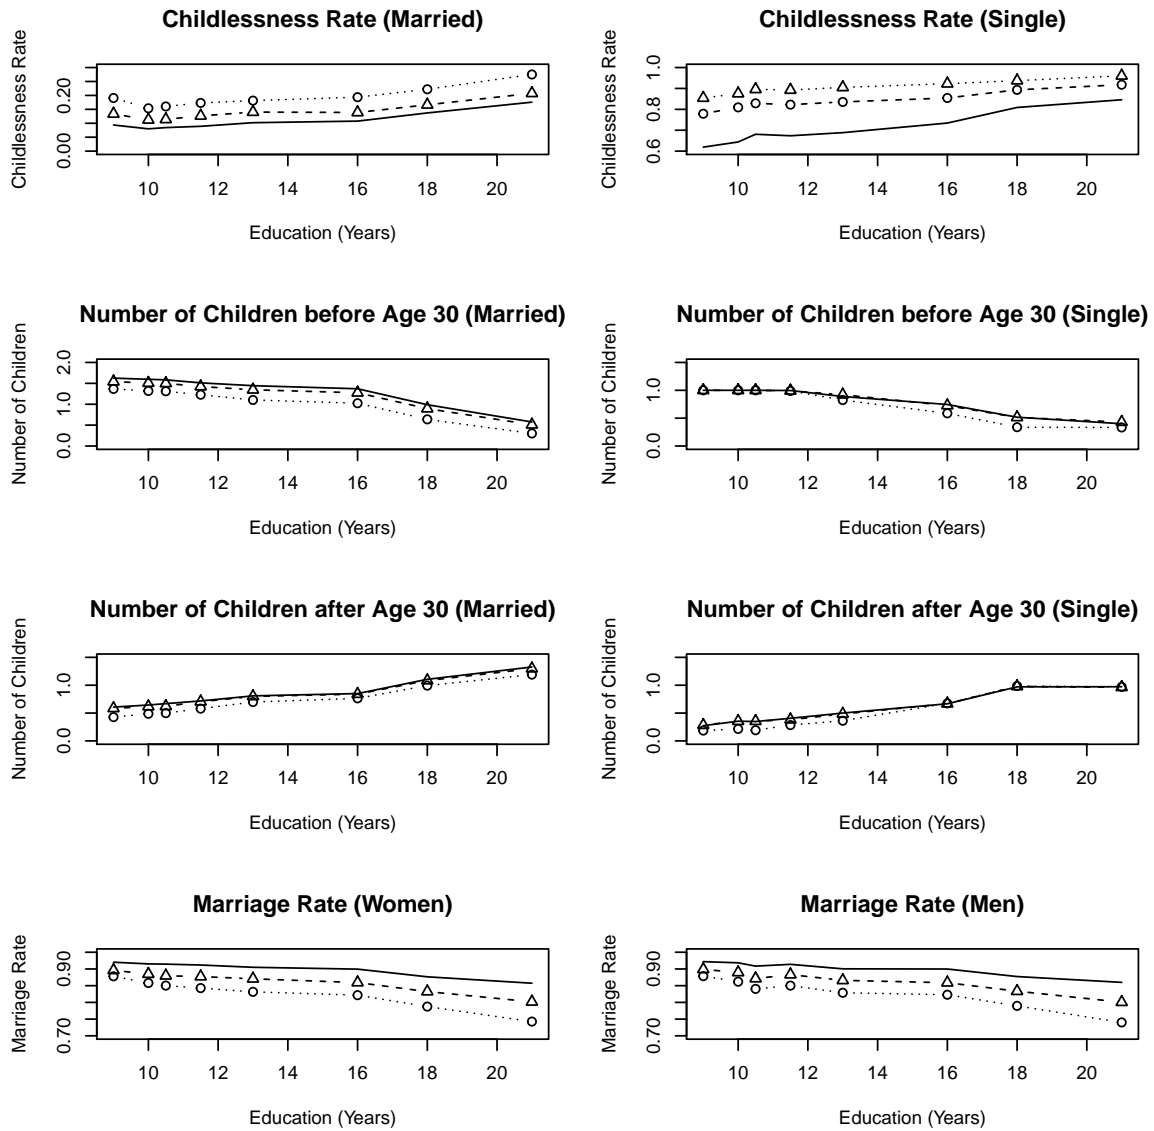 Childlessness Rate (Married)
Childlessness Rate
0.00 0.20
10 12 14 16 18 20
Education (Years)
Childlessness Rate (Single)
Childlessness Rate
0.6 0.8 1.0
10 12 14 16 18 20
Education (Years)
Number of Children before Age 30 (Married)
Number of Children
0.0 1.0 2.0
10 12 14 16 18 20
Education (Years)
Number of Children before Age 30 (Single)
Number of Children
0.0 1.0
10 12 14 16 18 20
Education (Years)
Number of Children after Age 30 (Married)
Number of Children
0.0 1.0
10 12 14 16 18 20
Education (Years)
Number of Children after Age 30 (Single)
Number of Children
0.0 1.0
10 12 14 16 18 20
Education (Years)
Marriage Rate (Women)
Marriage Rate
0.70 0.90
10 12 14 16 18 20
Education (Years)
Marriage Rate (Men)
Marriage Rate
0.70 0.90
10 12 14 16 18 20
Education (Years)